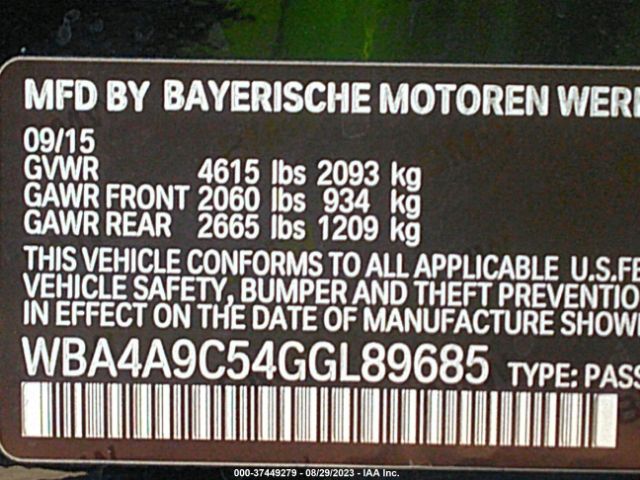 MFD BY BAYERISCHE MOTOREN WER
09/15
GVWR 4615 lbs 2093 kg
GAWR FRONT 2060 lbs 934 kg
GAWR REAR 2665 lbs 1209 kg
THIS VEHICLE CONFORMS TO ALL APPLICABLE U.S.FE
VEHICLE SAFETY, BUMPER AND THEFT PREVENTIO
IN EFFECT ON THE DATE OF MANUFACTURE SHOW
WBA4A9C54GGL89685 TYPE: PASS
000-37449279 - 08/29/2023 - IAA Inc.